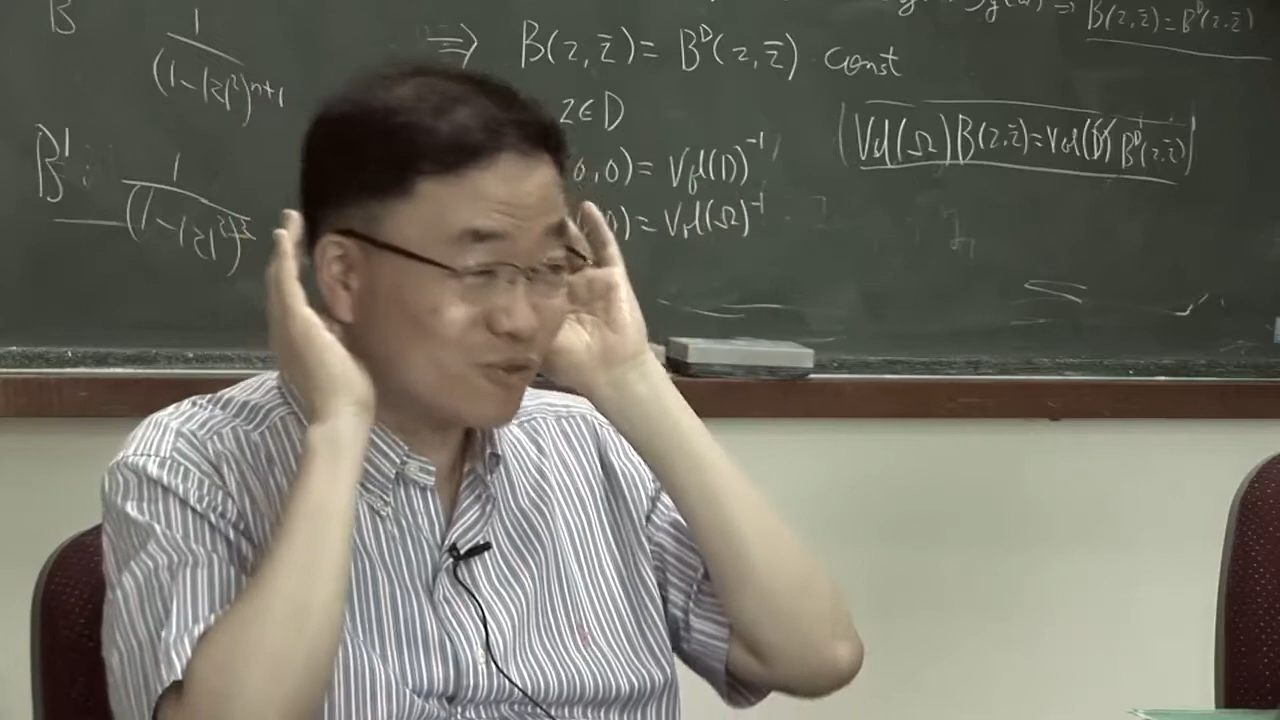 B
1
(1-|z|²)ⁿ⁺¹
B¹:
1
(1-|z|²)
⇒ B(z,z̄) = Bᴰ(z,z̄) · const
z∈D
0,0) = Vol(D)⁻¹
0) = Vol(Ω)⁻¹
⇒ B(z,z̄) = Bᴰ(z,z̄)
Vol(Ω)B(z,z̄) = Vol(D) Bᴰ(z,z̄)